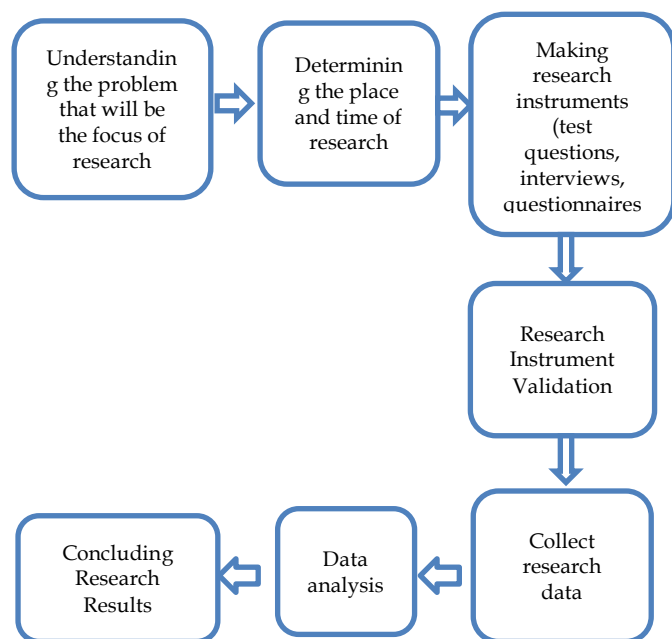 Understandin
g the problem
that will be
the focus of
research
Determinin
g the place
and time of
research
Making
research
instruments
(test
questions,
interviews,
questionnaires
Research
Instrument
Validation
Collect
research
data
Data
analysis
Concluding
Research
Results